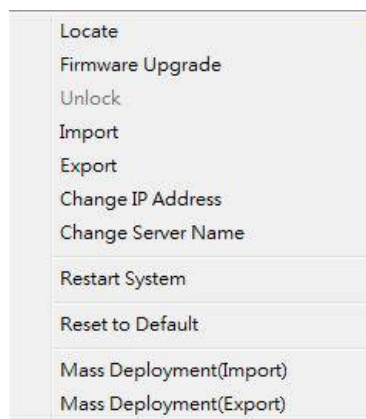 Locate
Firmware Upgrade
Unlock
Import
Export
Change IP Address
Change Server Name
Restart System
Reset to Default
Mass Deployment(Import)
Mass Deployment(Export)